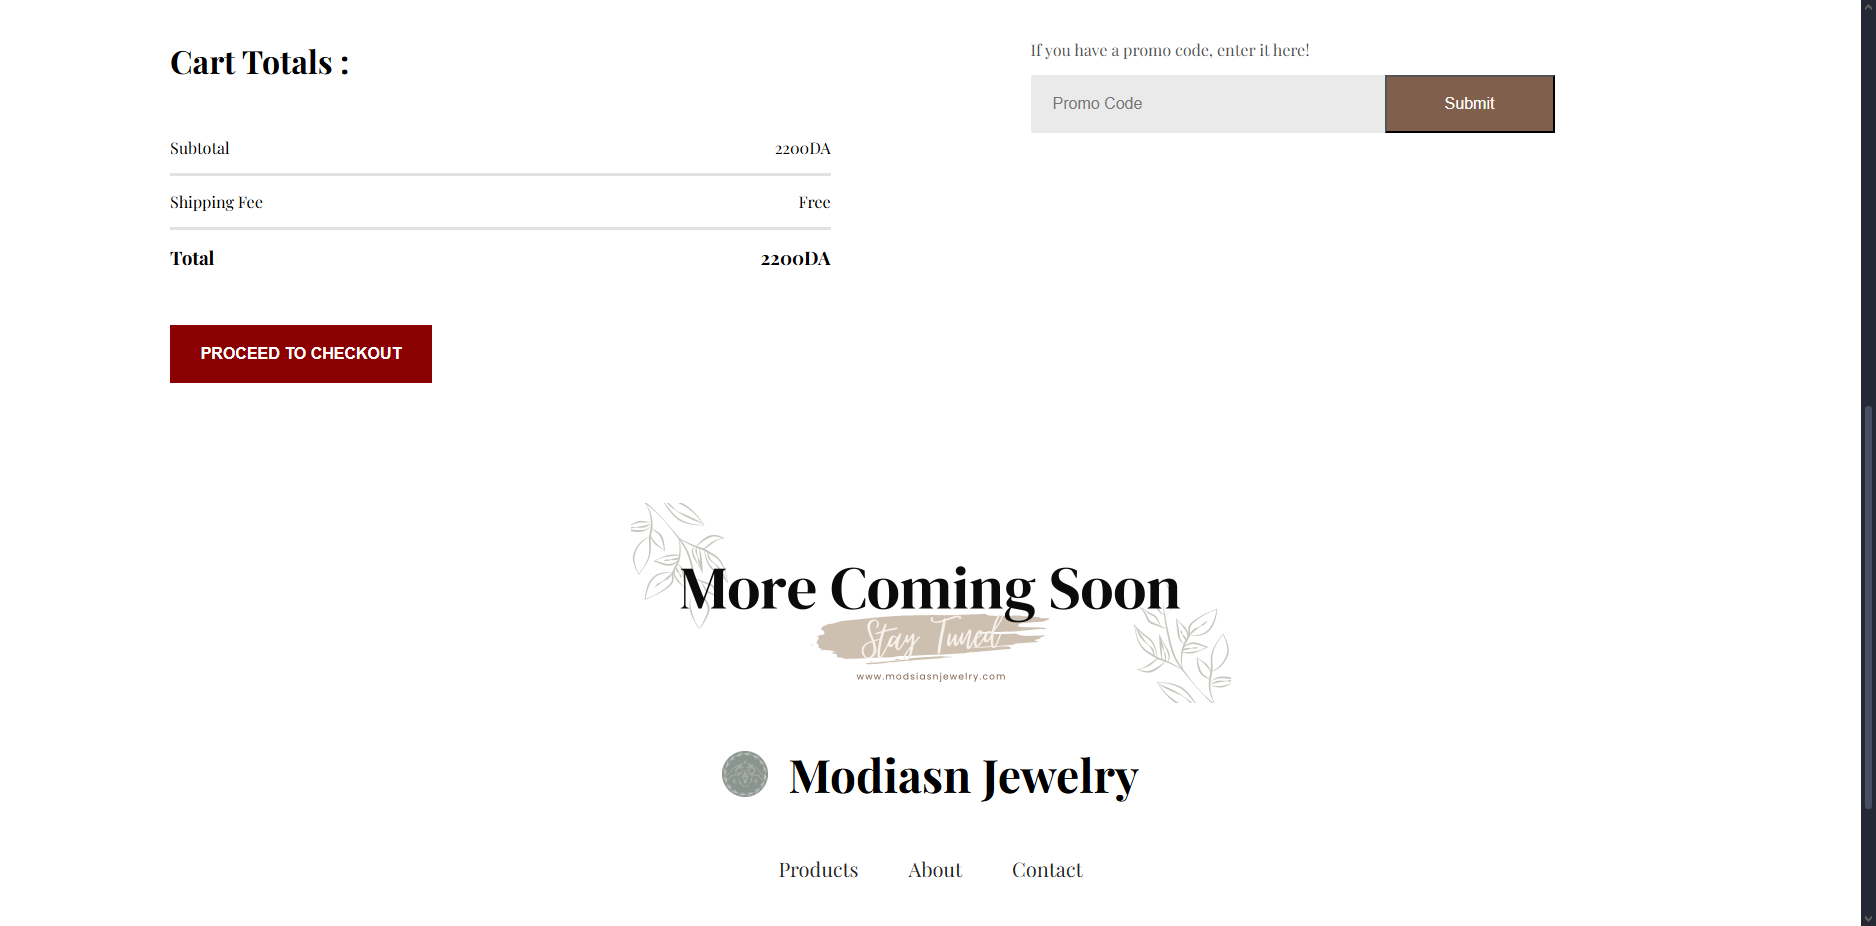 Cart Totals :
Subtotal 2200DA
Shipping Fee Free
Total 2200DA
PROCEED TO CHECKOUT
If you have a promo code, enter it here!
Promo Code Submit
More Coming Soon
Stay Tuned
www.modsiasnjewelry.com
Modiasn Jewelry
Products About Contact